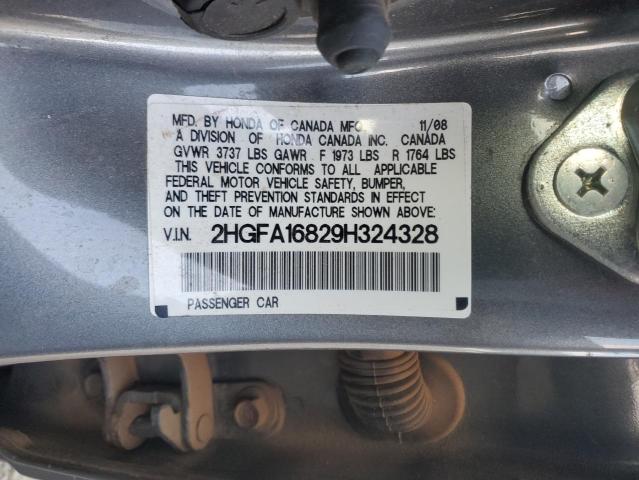 MFD. BY HONDA OF CANADA MFG. 11/08
A DIVISION OF HONDA CANADA INC. CANADA
GVWR 3737 LBS GAWR F 1973 LBS R 1764 LBS
THIS VEHICLE CONFORMS TO ALL APPLICABLE
FEDERAL MOTOR VEHICLE SAFETY, BUMPER,
AND THEFT PREVENTION STANDARDS IN EFFECT
ON THE DATE OF MANUFACTURE SHOWN ABOVE:
V.I.N. 2HGFA16829H324328
PASSENGER CAR